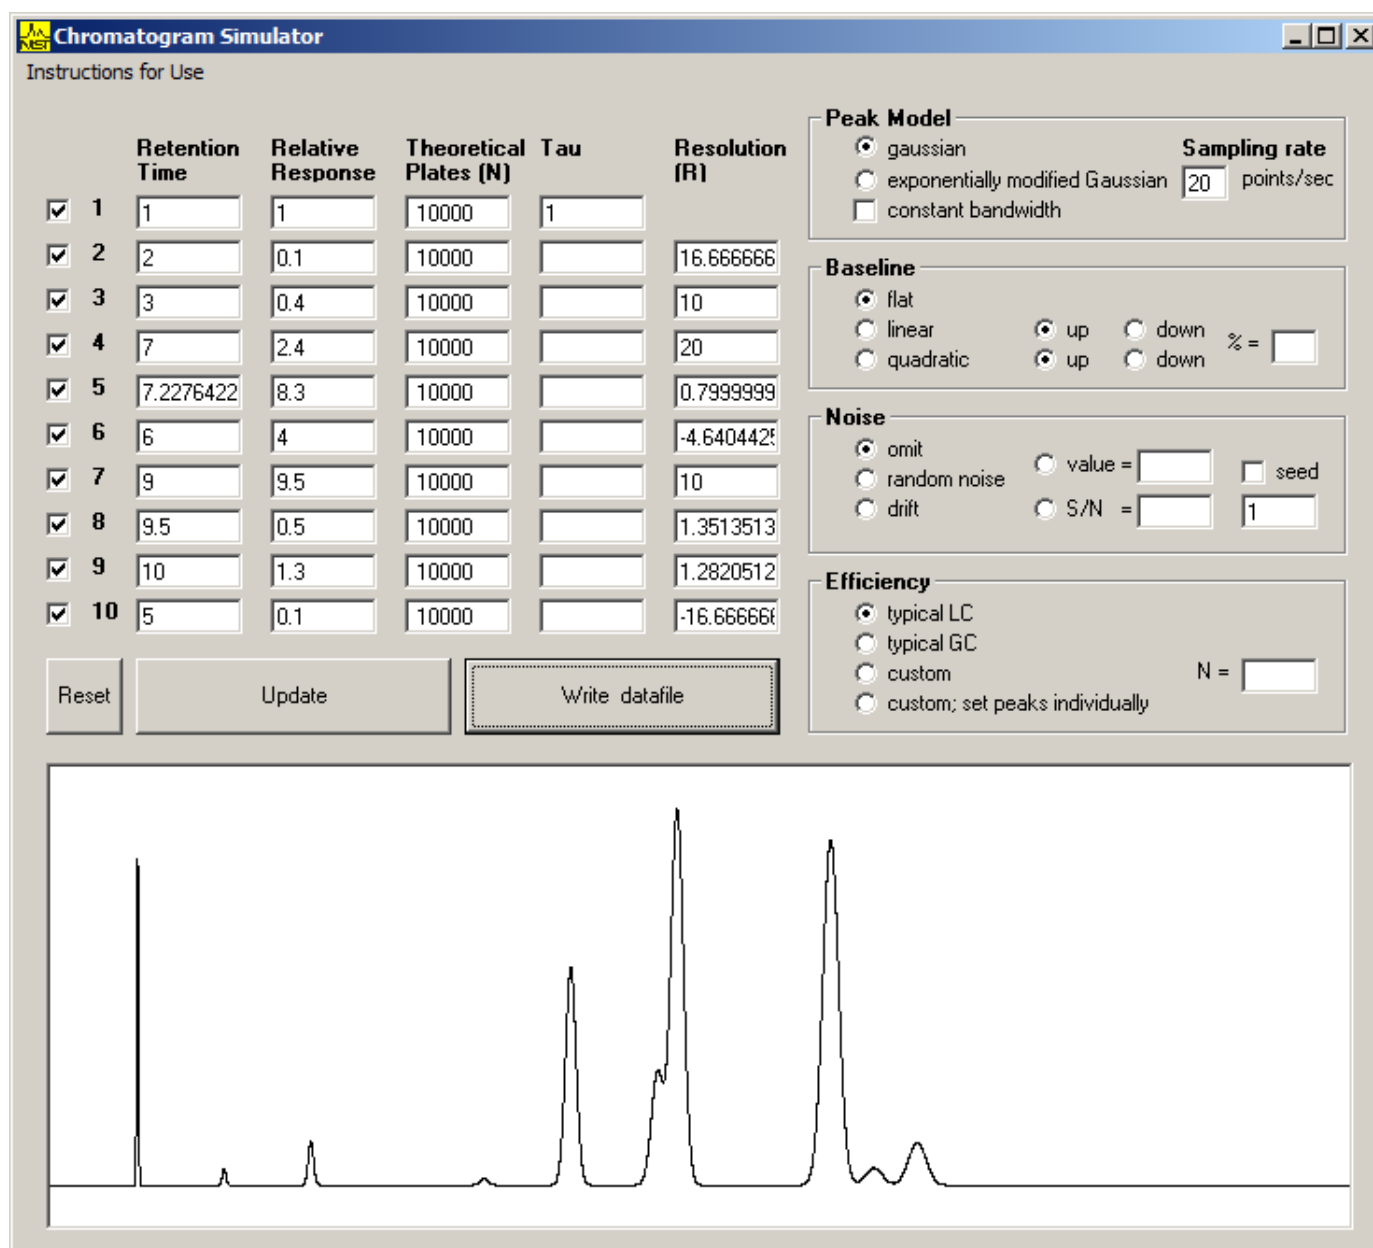 NIST
Chromatogram Simulator
Instructions for Use
Retention Time Relative Response Theoretical Plates (N) Tau Resolution (R)
1 1 1 10000 1
2 2 0.1 10000 16.666666
3 3 0.4 10000 10
4 7 2.4 10000 20
5 7.2276422 8.3 10000 0.7999999
6 6 4 10000 -4.640442
7 9 9.5 10000 10
8 9.5 0.5 10000 1.3513513
9 10 1.3 10000 1.2820512
10 5 0.1 10000 -16.66666
Reset Update Write datafile
Peak Model
gaussian Sampling rate
exponentially modified Gaussian 20 points/sec
constant bandwidth
Baseline
flat
linear up down
quadratic up down % =
Noise
omit
random noise value = seed
drift S/N = 1
Efficiency
typical LC
typical GC
custom N =
custom; set peaks individually